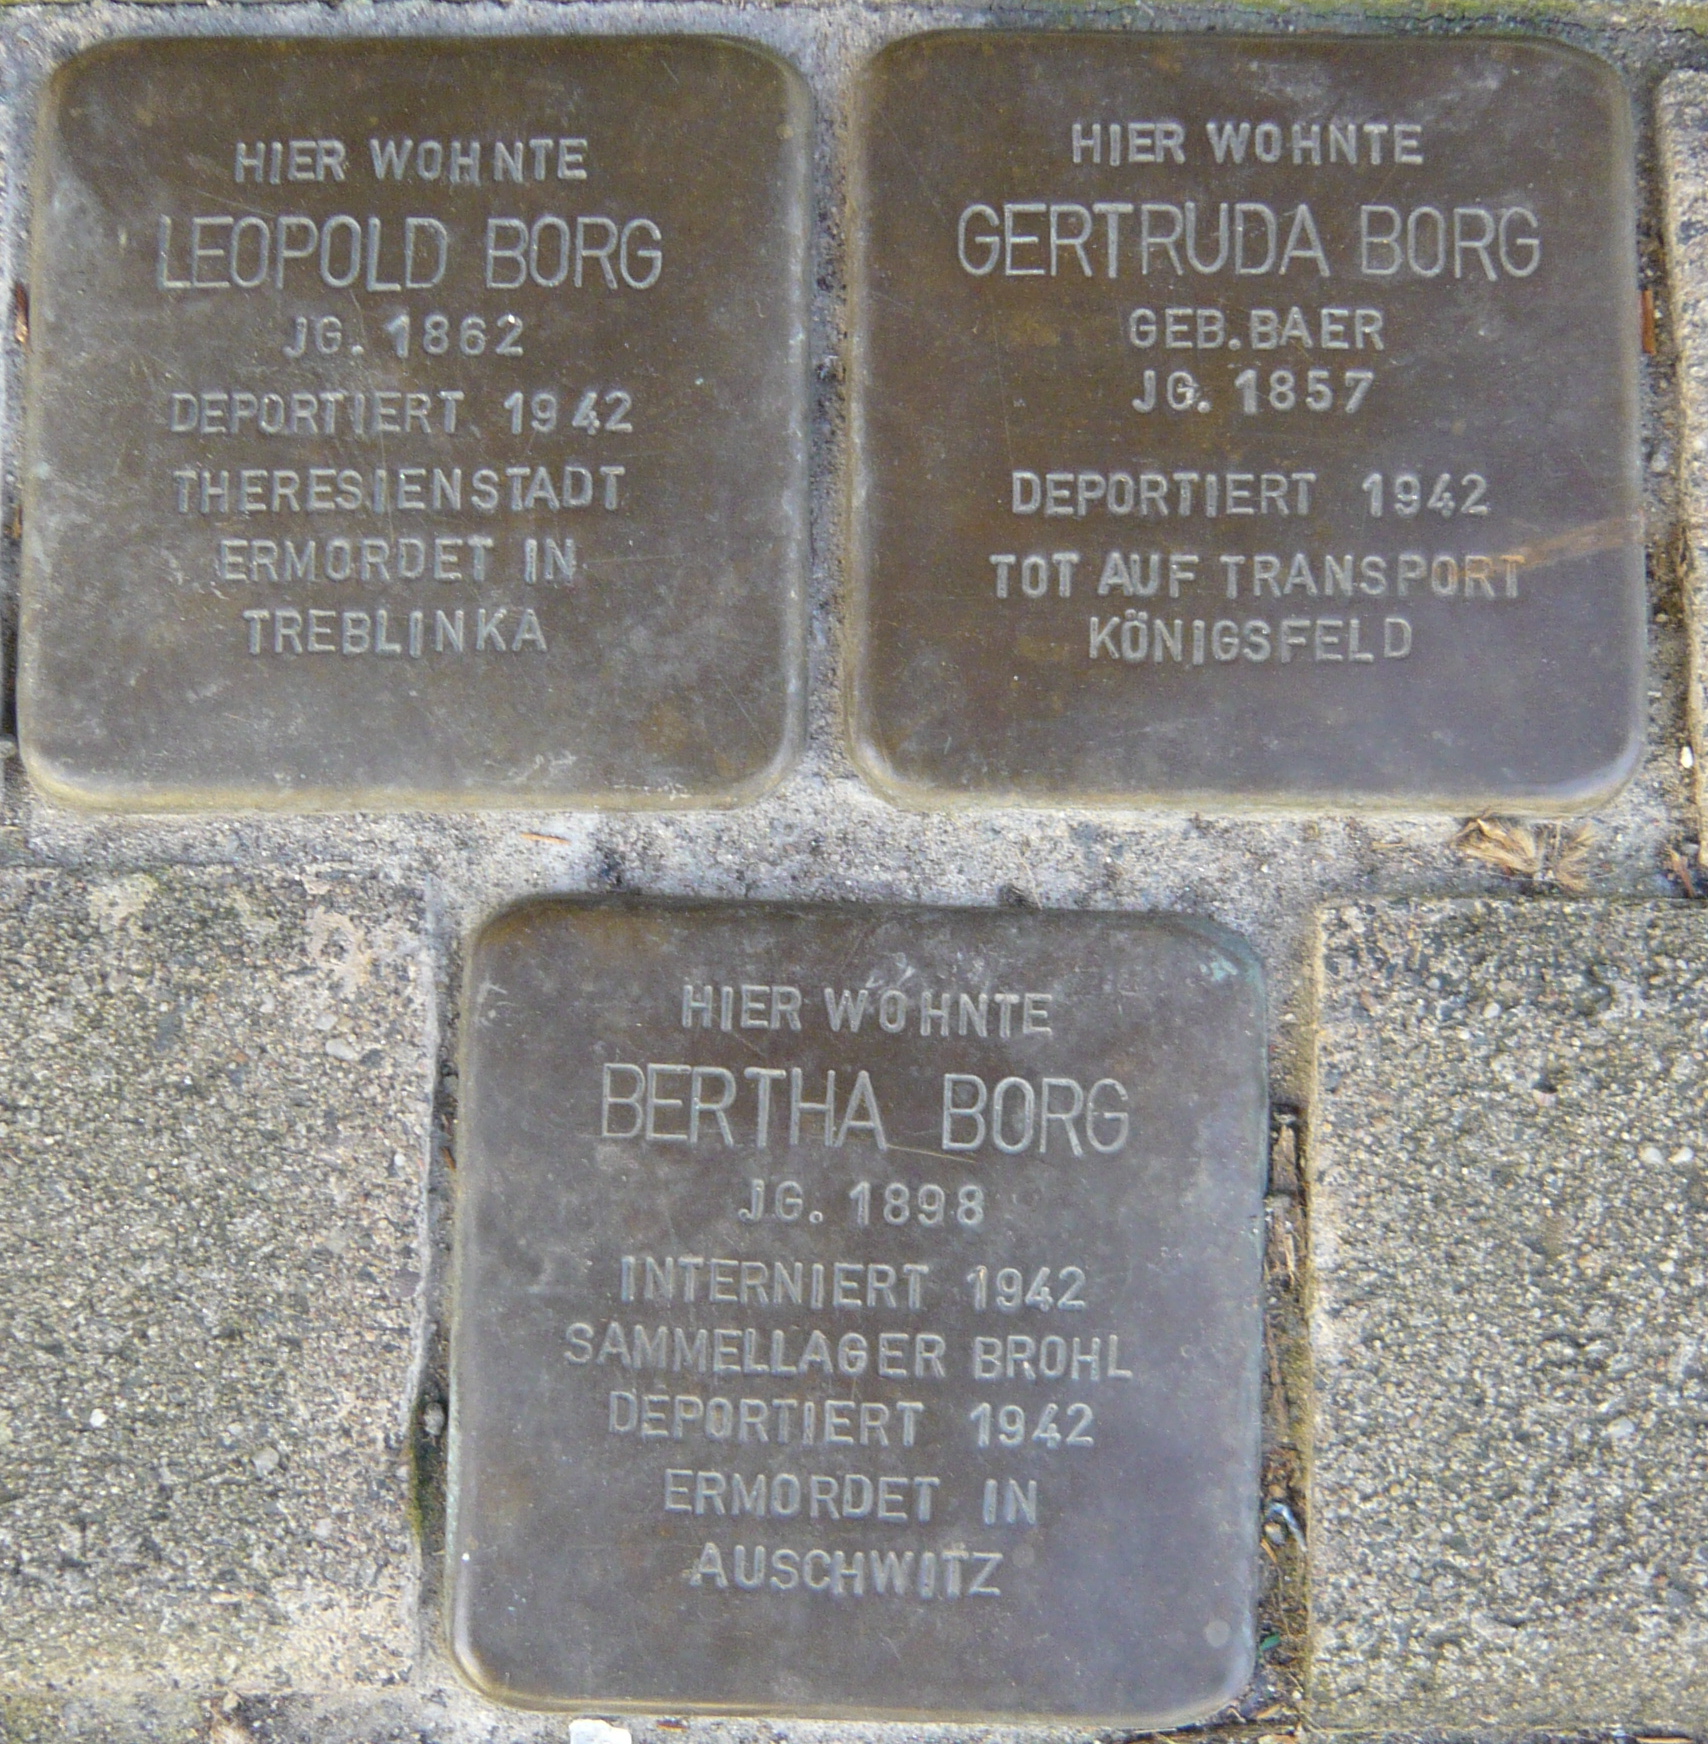 HIER WOHNTE
LEOPOLD BORG
JG. 1862
DEPORTIERT 1942
THERESIENSTADT
ERMORDET IN
TREBLINKA
HIER WOHNTE
GERTRUDA BORG
GEB. BAER
JG. 1857
DEPORTIERT 1942
TOT AUF TRANSPORT
KÖNIGSFELD
HIER WOHNTE
BERTHA BORG
JG. 1898
INTERNIERT 1942
SAMMELLAGER BROHL
DEPORTIERT 1942
ERMORDET IN
AUSCHWITZ